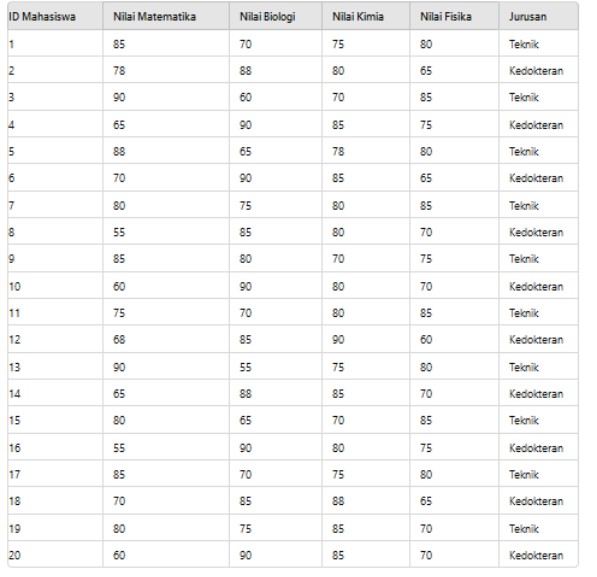 ID Mahasiswa Nilai Matematika Nilai Biologi Nilai Kimia Nilai Fisika Jurusan
1 85 70 75 80 Teknik
2 78 88 80 65 Kedokteran
3 90 60 70 85 Teknik
4 65 90 85 75 Kedokteran
5 88 65 78 80 Teknik
6 70 90 85 65 Kedokteran
7 80 75 80 85 Teknik
8 55 85 80 70 Kedokteran
9 85 80 70 75 Teknik
10 60 90 80 70 Kedokteran
11 75 70 80 85 Teknik
12 68 85 90 60 Kedokteran
13 90 55 75 80 Teknik
14 65 88 85 70 Kedokteran
15 80 65 70 85 Teknik
16 55 90 80 75 Kedokteran
17 85 70 75 80 Teknik
18 70 85 88 65 Kedokteran
19 80 75 85 70 Teknik
20 60 90 85 70 Kedokteran